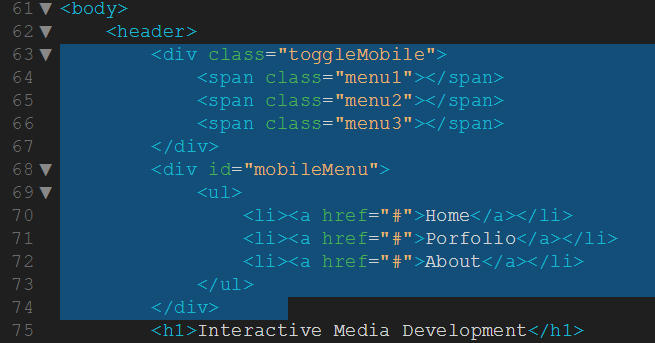 61 ▼ <body>
62 ▼     <header>
63 ▼         <div class="toggleMobile">
64                 <span class="menu1"></span>
65                 <span class="menu2"></span>
66                 <span class="menu3"></span>
67             </div>
68 ▼         <div id="mobileMenu">
69 ▼             <ul>
70                     <li><a href="#">Home</a></li>
71                     <li><a href="#">Porfolio</a></li>
72                     <li><a href="#">About</a></li>
73                 </ul>
74             </div>
75             <h1>Interactive Media Development</h1>